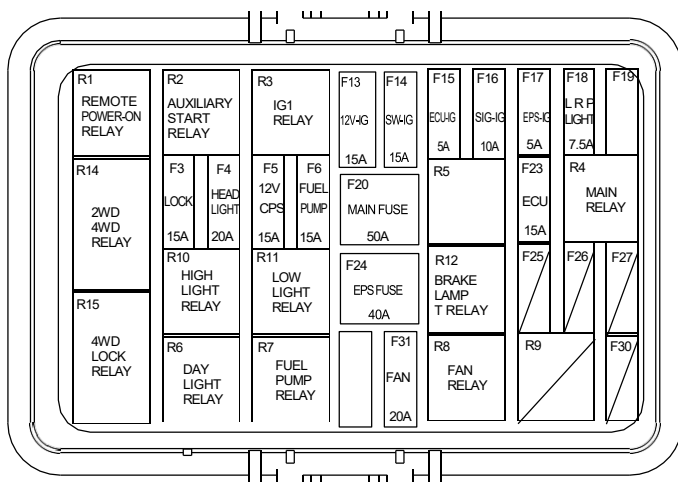 R1
REMOTE
POWER-ON
RELAY
R2
AUXILIARY
START
RELAY
R3
IG1
RELAY
F13
12V-IG
15A
F14
SW-IG
15A
F15
ECU-IG
5A
F16
SIG-IG
10A
F17
EPS-IG
5A
F18
L R P
LIGHT
7.5A
F19
R14
2WD
4WD
RELAY
F3
LOCK
15A
F4
HEAD
LIGHT
20A
F5
12V
CPS
15A
F6
FUEL
PUMP
15A
F20
MAIN FUSE
50A
R5
F23
ECU
15A
R4
MAIN
RELAY
R15
4WD
LOCK
RELAY
R10
HIGH
LIGHT
RELAY
R11
LOW
LIGHT
RELAY
F24
EPS FUSE
40A
R12
BRAKE
LAMP
T RELAY
F25
F26
F27
R6
DAY
LIGHT
RELAY
R7
FUEL
PUMP
RELAY
F31
FAN
20A
R8
FAN
RELAY
R9
F30